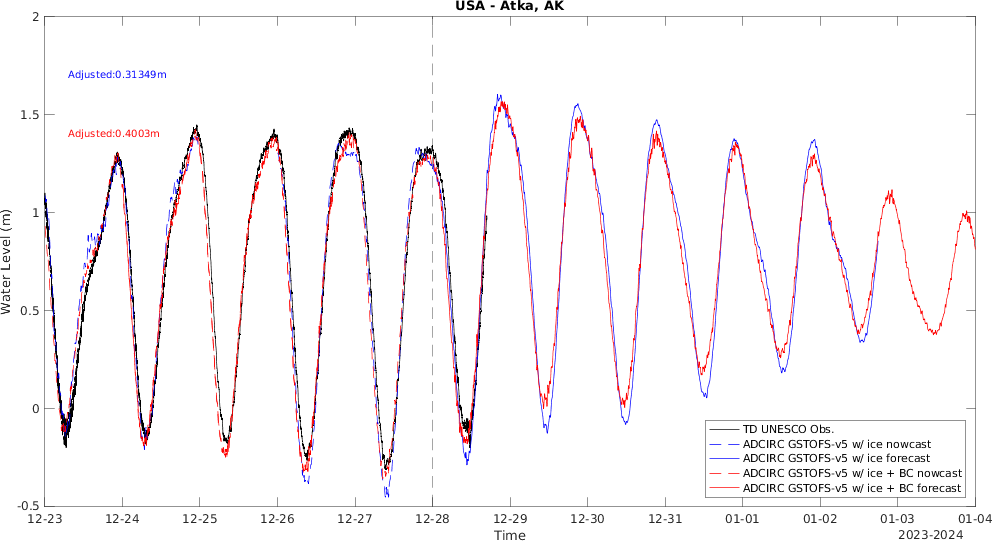 USA - Atka, AK
2
1.5
1
0.5
0
-0.5
Water Level (m)
Adjusted:0.31349m
Adjusted:0.4003m
TD UNESCO Obs.
ADCIRC GSTOFS-v5 w/ ice nowcast
ADCIRC GSTOFS-v5 w/ ice forecast
ADCIRC GSTOFS-v5 w/ ice + BC nowcast
ADCIRC GSTOFS-v5 w/ ice + BC forecast
12-23 12-24 12-25 12-26 12-27 12-28 12-29 12-30 12-31 01-01 01-02 01-03 01-04
Time
2023-2024